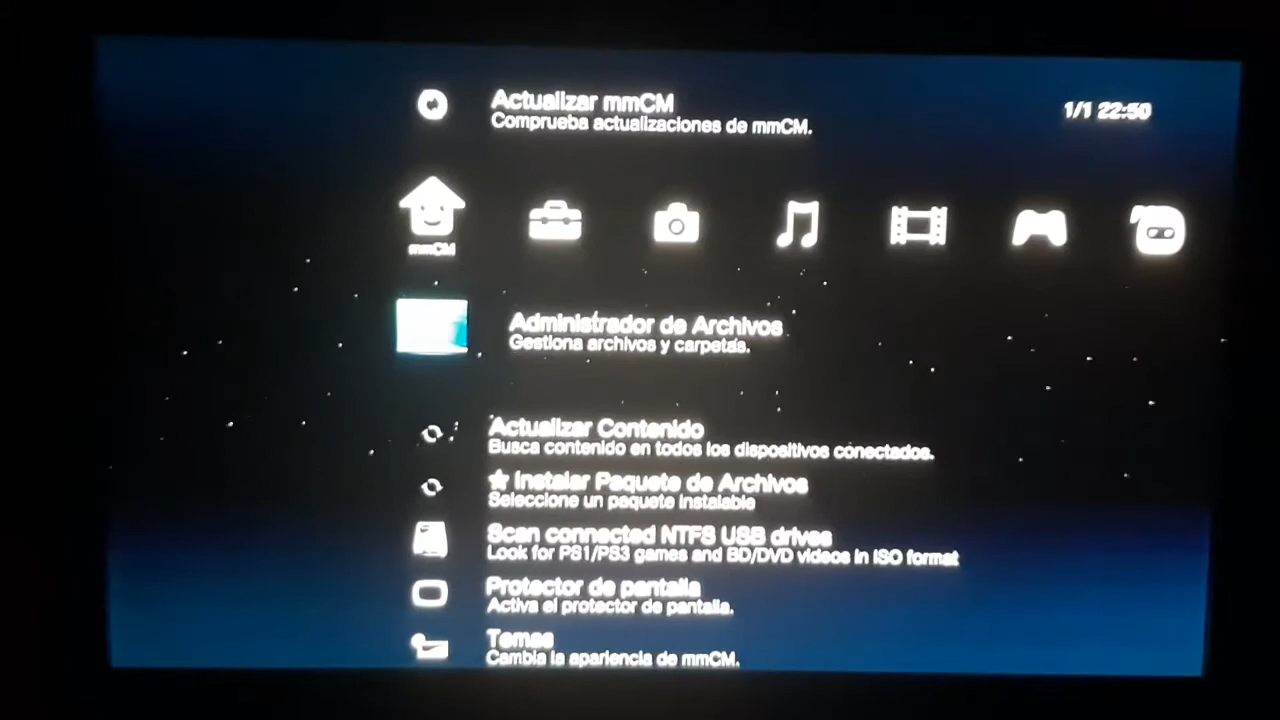 Actualizar mmCM
Comprueba actualizaciones de mmCM.
1/1 22:50
mmCM
Administrador de Archivos
Gestiona archivos y carpetas.
Actualizar Contenido
Busca contenido en todos los dispositivos conectados.
★ Instalar Paquete de Archivos
Seleccione un paquete instalable
Scan connected NTFS USB drives
Look for PS1/PS3 games and BD/DVD videos in ISO format
Protector de pantalla
Activa el protector de pantalla.
Temas
Cambia la apariencia de mmCM.